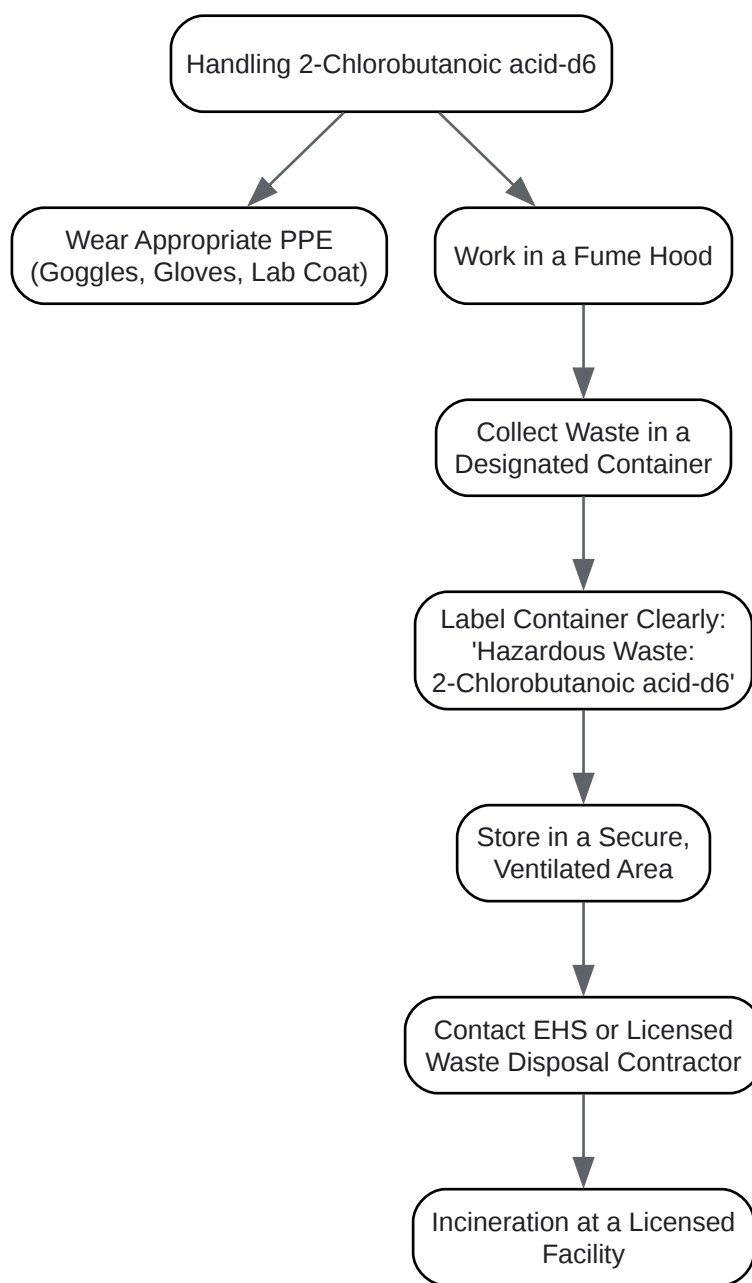 Handling 2-Chlorobutanoic acid-d6
Wear Appropriate PPE
(Goggles, Gloves, Lab Coat)
Work in a Fume Hood
Collect Waste in a
Designated Container
Label Container Clearly:
'Hazardous Waste:
2-Chlorobutanoic acid-d6'
Store in a Secure,
Ventilated Area
Contact EHS or Licensed
Waste Disposal Contractor
Incineration at a Licensed
Facility